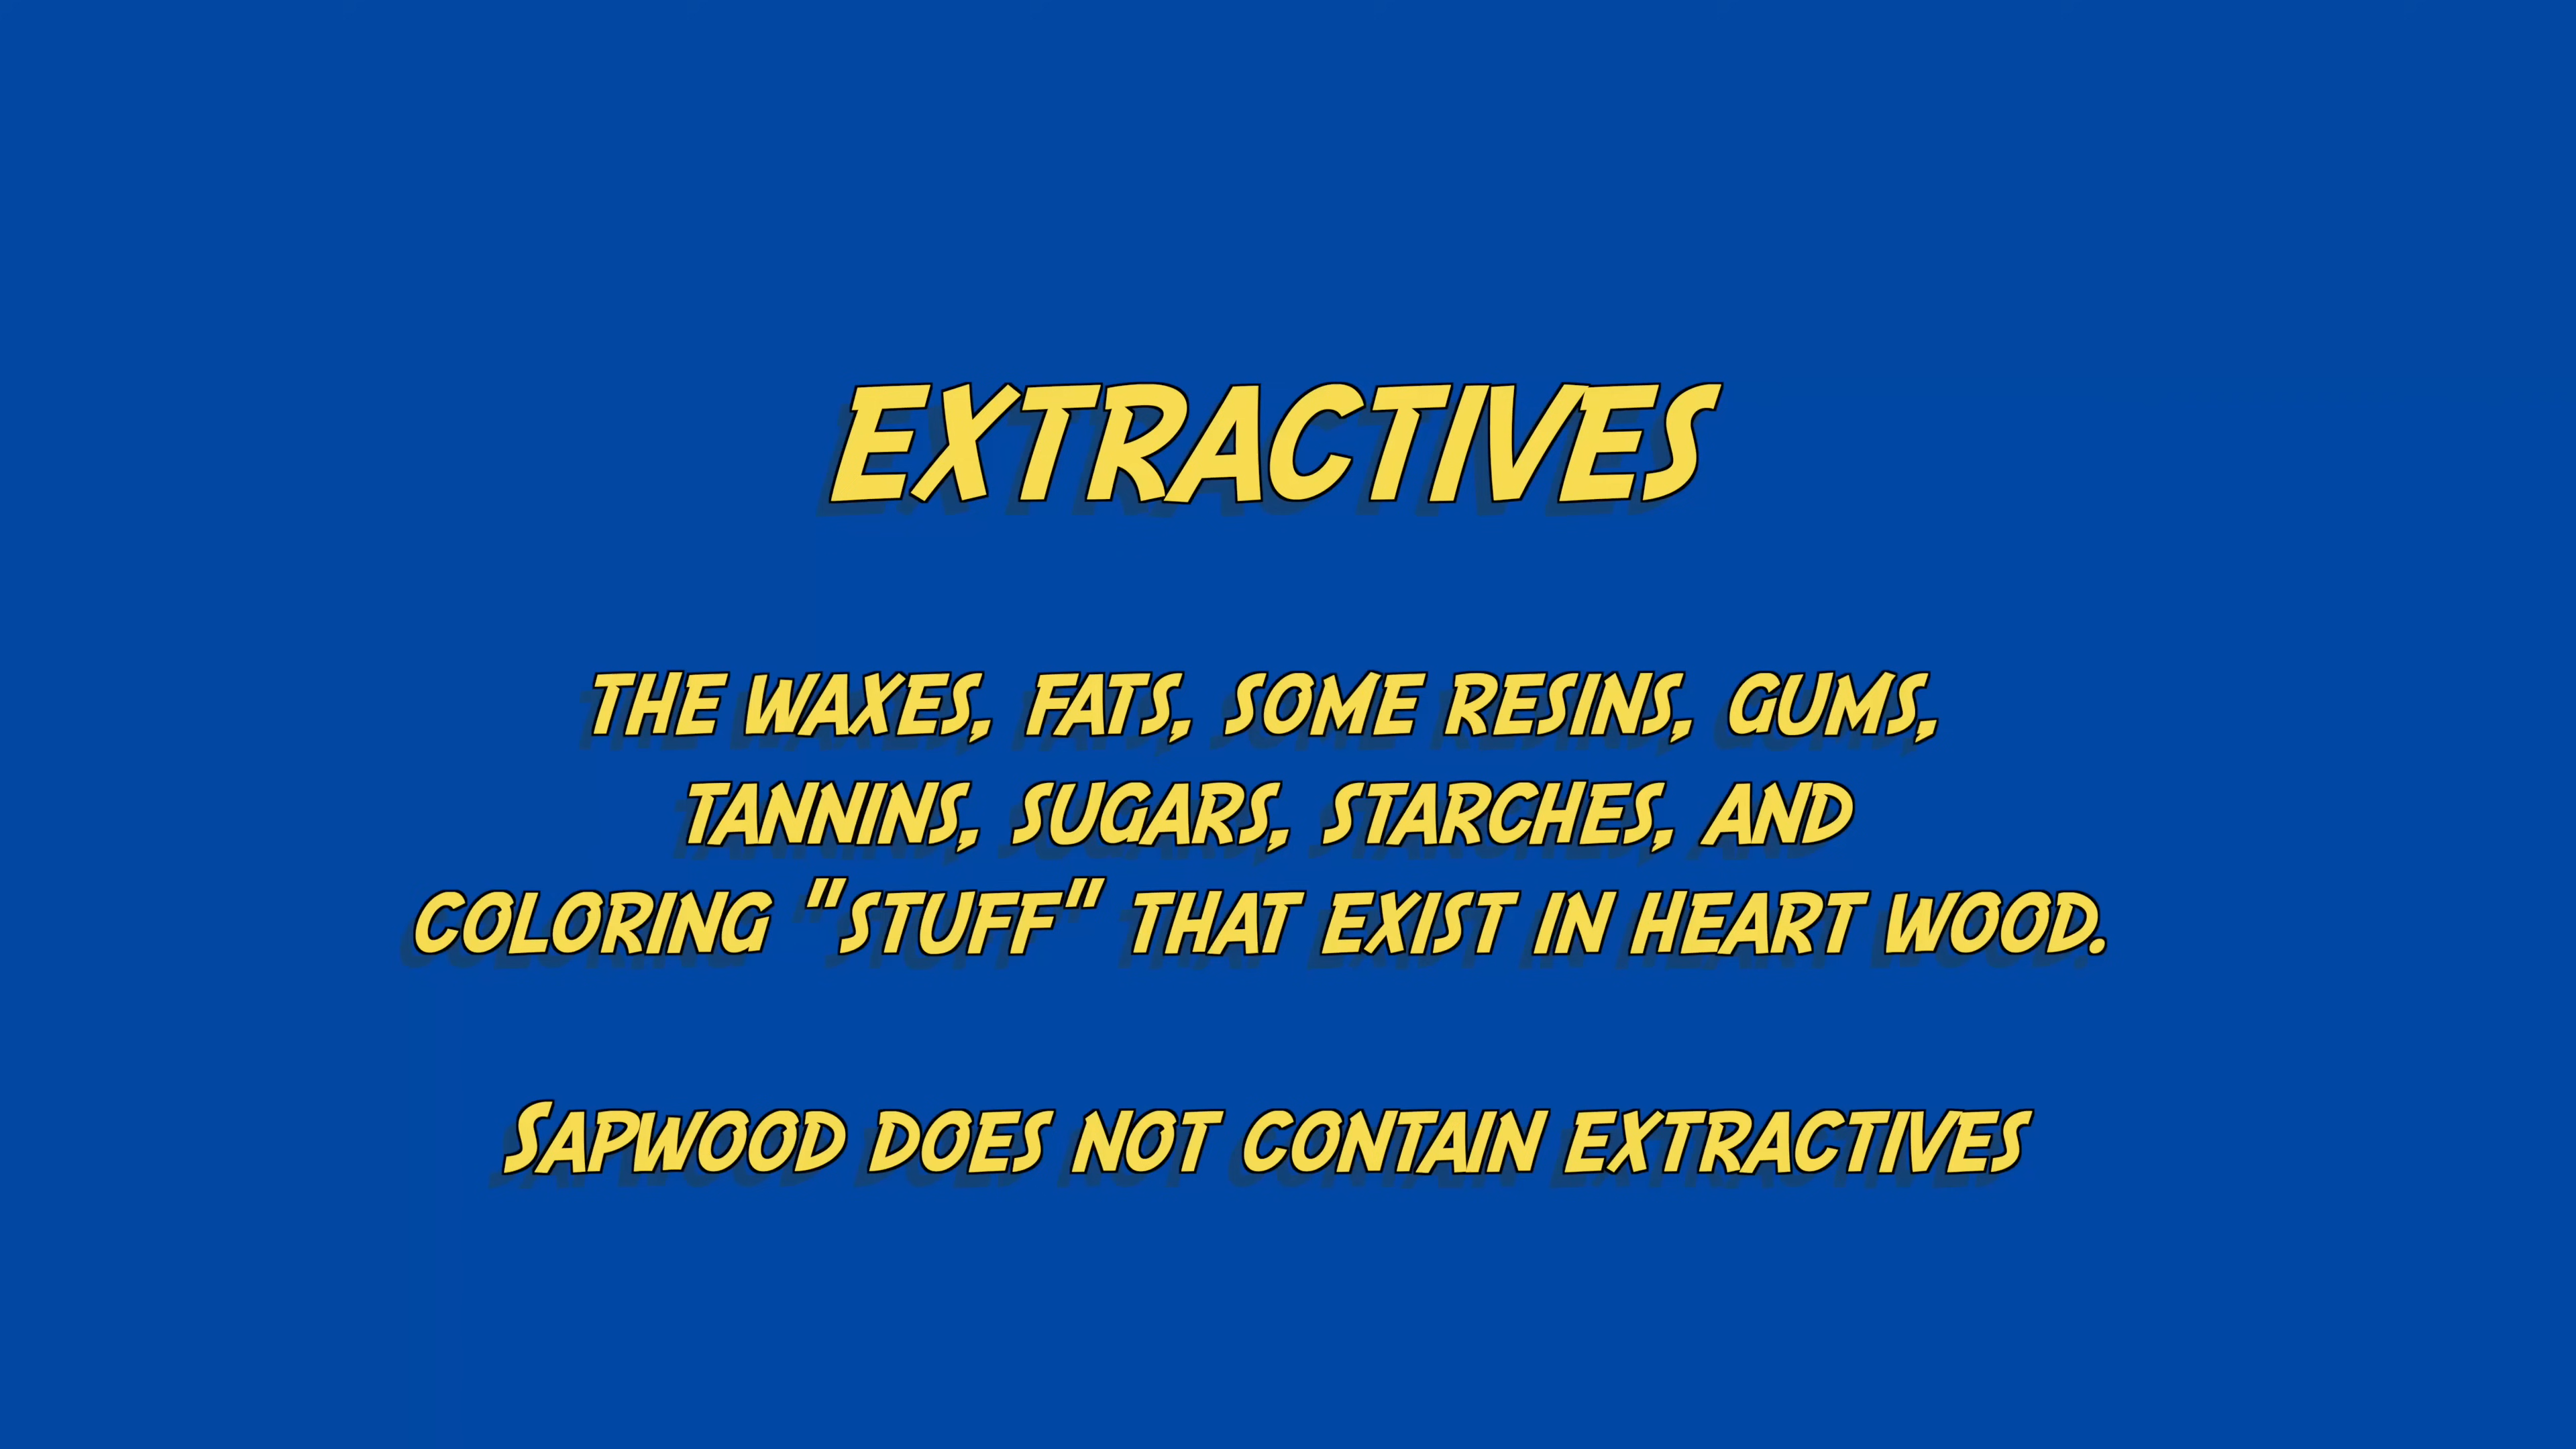 EXTRACTIVES
THE WAXES, FATS, SOME RESINS, GUMS,
TANNINS, SUGARS, STARCHES, AND
COLORING "STUFF" THAT EXIST IN HEART WOOD.
SAPWOOD DOES NOT CONTAIN EXTRACTIVES